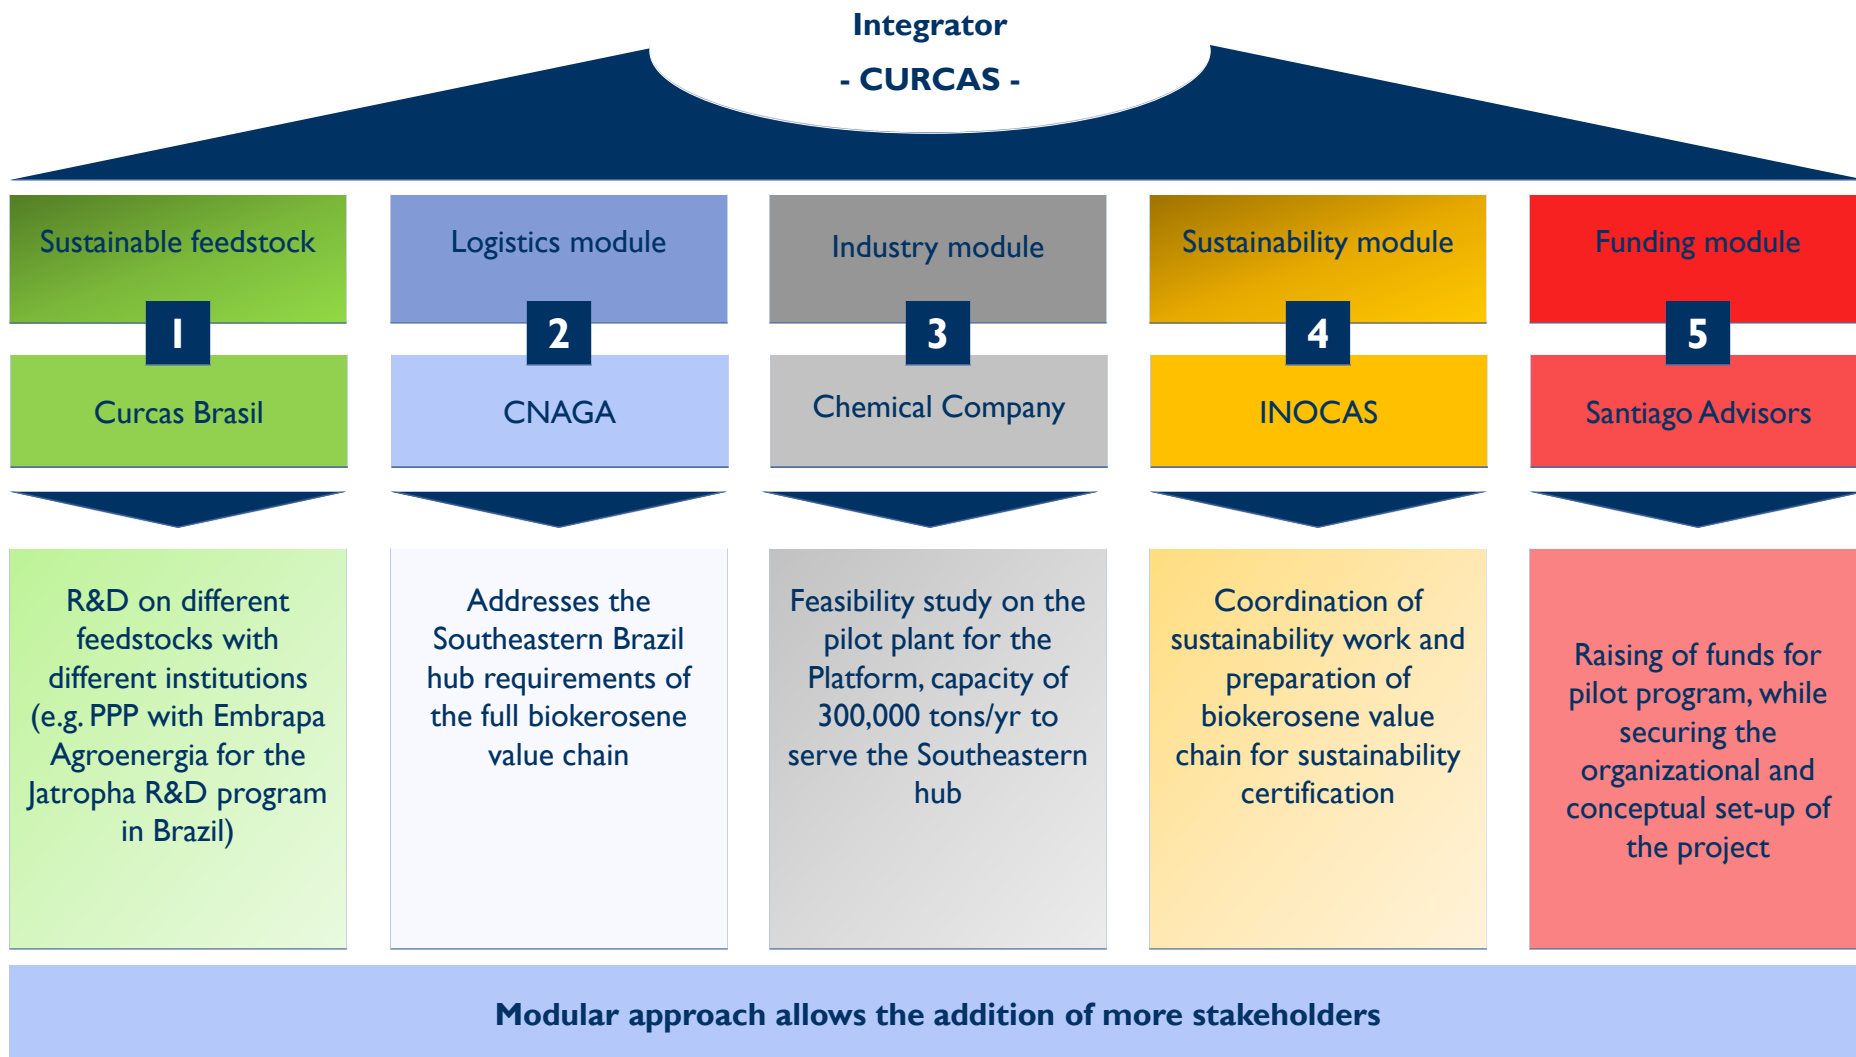 Integrator
- CURCAS -
Sustainable feedstock
1
Curcas Brasil
R&D on different
feedstocks with
different institutions
(e.g. PPP with Embrapa
Agroenergia for the
Jatropha R&D program
in Brazil)
Logistics module
2
CNAGA
Addresses the
Southeastern Brazil
hub requirements of
the full biokerosene
value chain
Industry module
3
Chemical Company
Feasibility study on the
pilot plant for the
Platform, capacity of
300,000 tons/yr to
serve the Southeastern
hub
Sustainability module
4
INOCAS
Coordination of
sustainability work and
preparation of
biokerosene value
chain for sustainability
certification
Funding module
5
Santiago Advisors
Raising of funds for
pilot program, while
securing the
organizational and
conceptual set-up of
the project
Modular approach allows the addition of more stakeholders